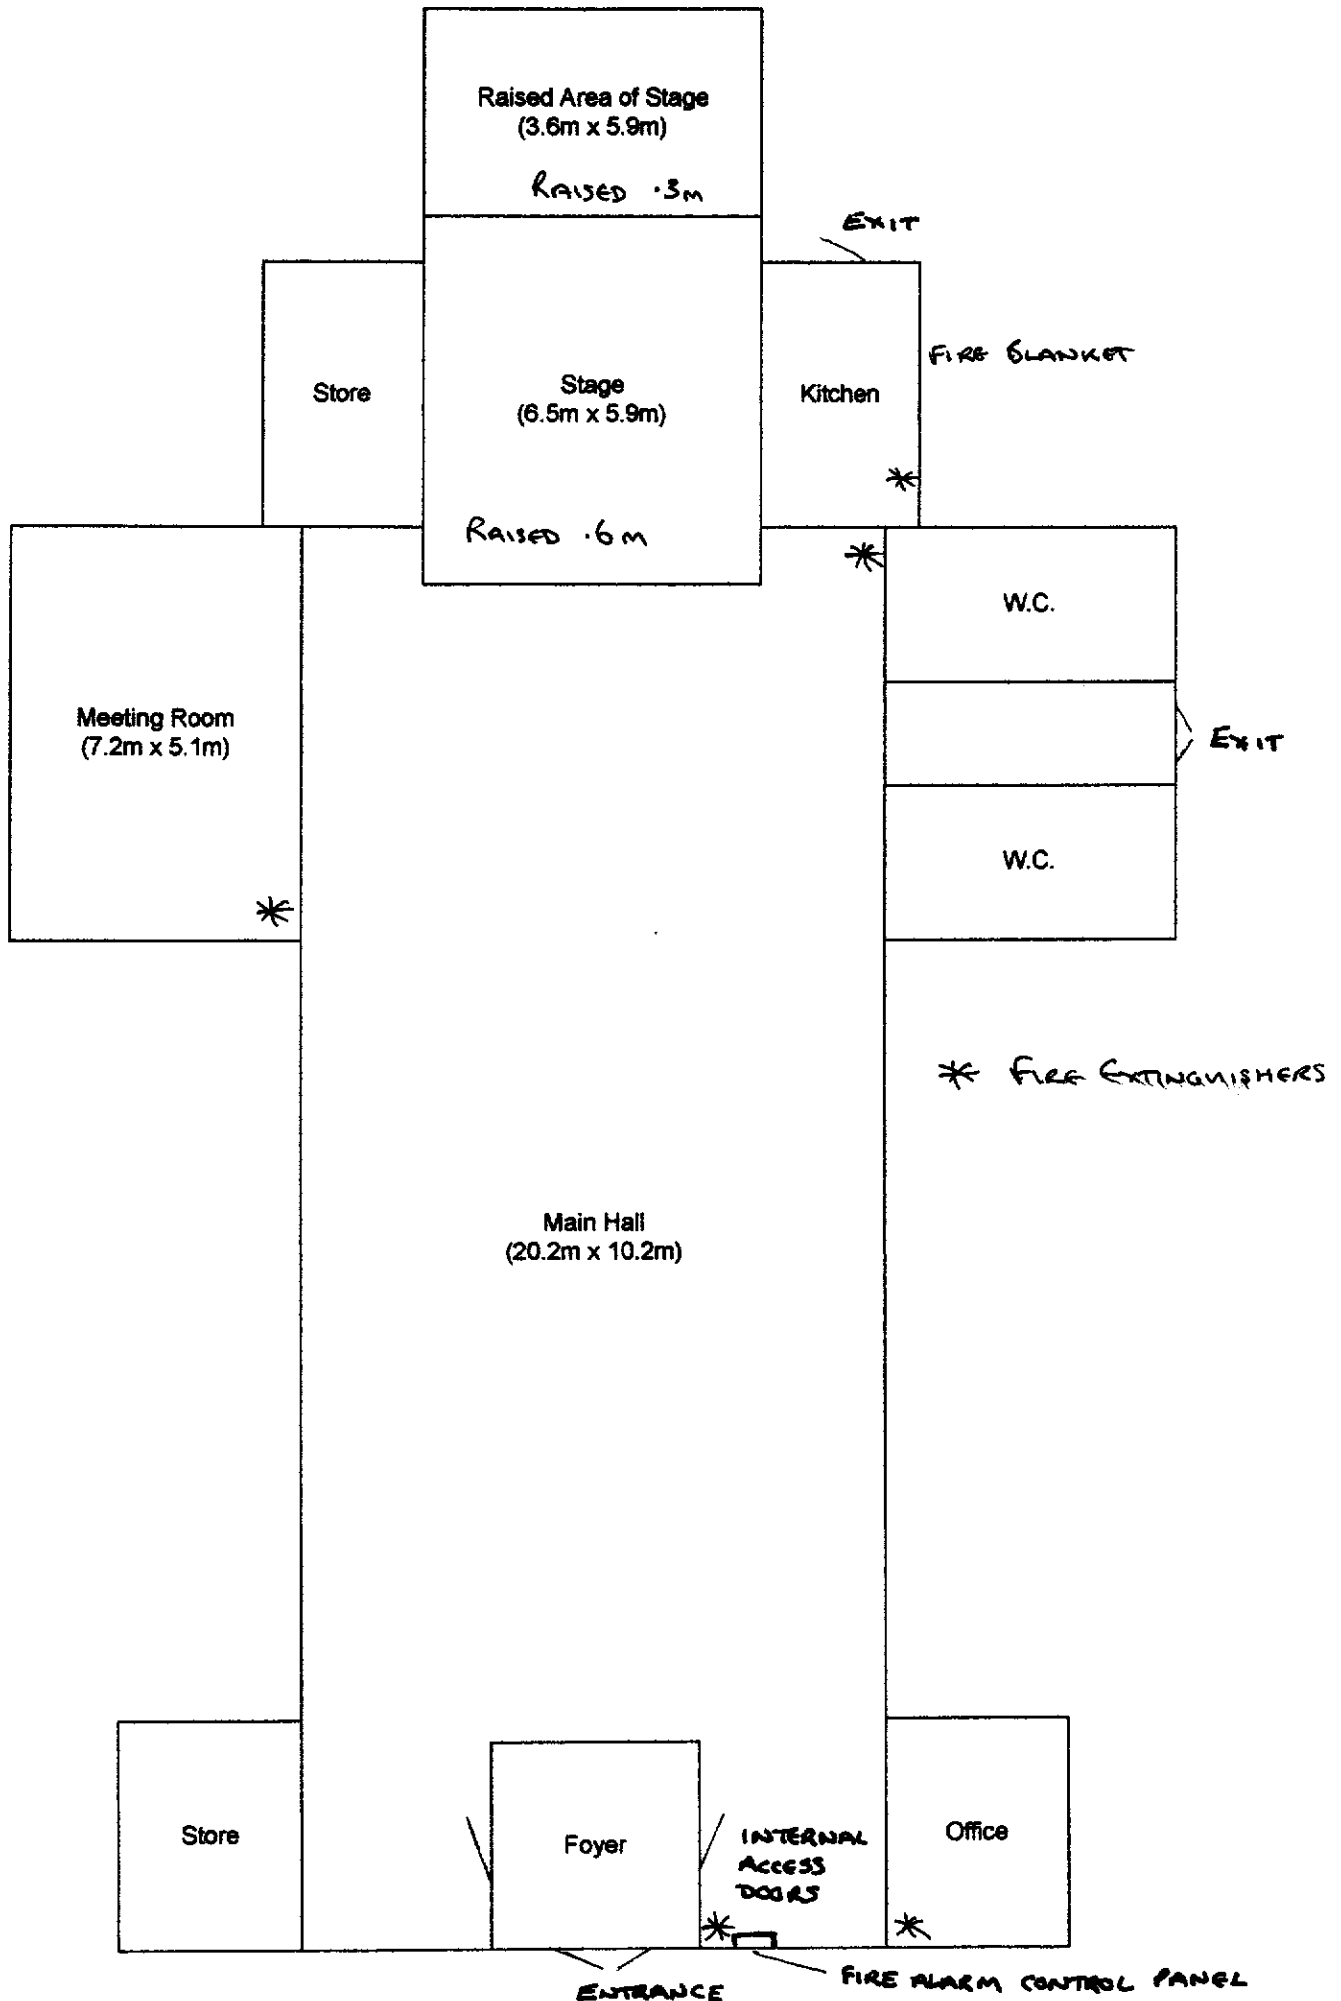 Raised Area of Stage
(3.6m x 5.9m)
RAISED .3m
EXIT
FIRE BLANKET
Store
Stage
(6.5m x 5.9m)
Kitchen
RAISED .6m
W.C.
Meeting Room
(7.2m x 5.1m)
EXIT
W.C.
* FIRE EXTINGUISHERS
Main Hall
(20.2m x 10.2m)
Store
Foyer
INTERNAL
ACCESS
DOORS
Office
ENTRANCE
FIRE ALARM CONTROL PANEL